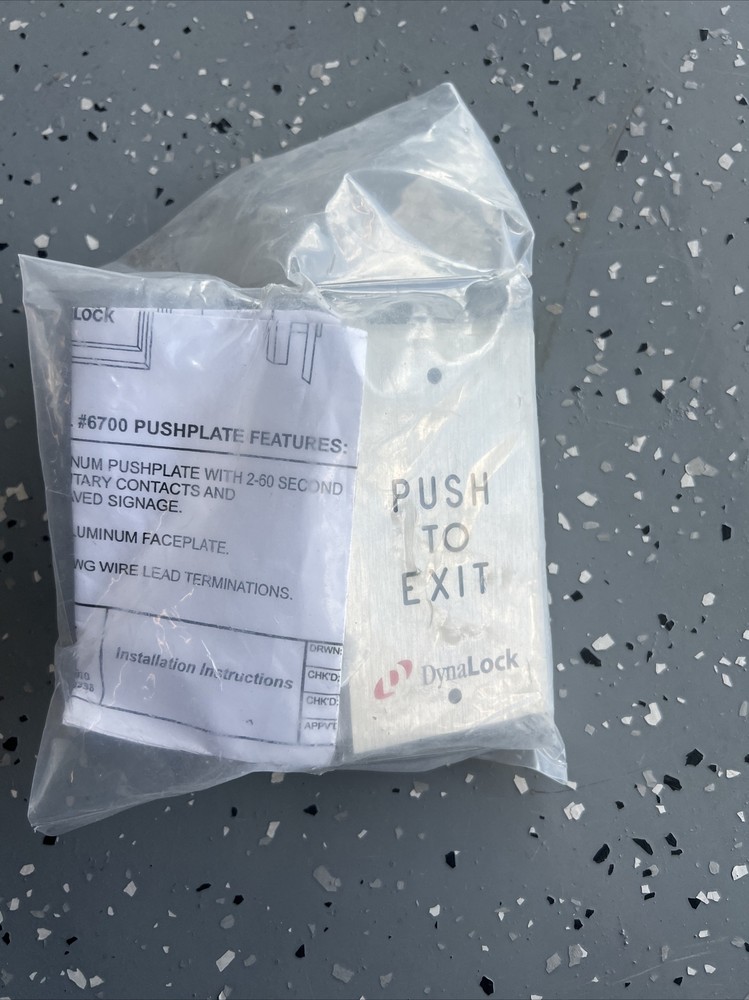 LOCK
#6700 PUSHPLATE FEATURES:
NUM PUSHPLATE WITH 2-60 SECOND
TARY CONTACTS AND
AVED SIGNAGE.
LUMINUM FACEPLATE.
WG WIRE LEAD TERMINATIONS.
Installation Instructions
DRWN:
CHK'D:
CHK'D:
APPV'D
PUSH
TO
EXIT
DynaLock